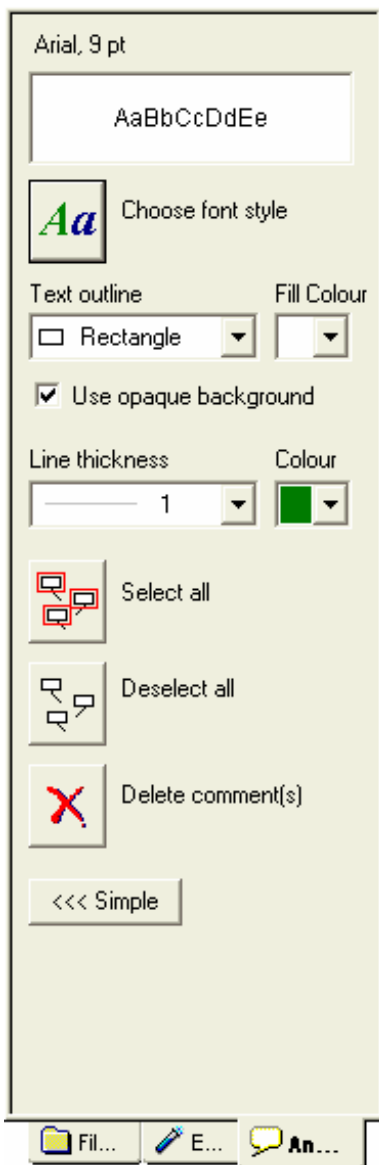 Arial, 9 pt
AaBbCcDdEe
Aa Choose font style
Text outline Fill Colour
Rectangle
Use opaque background
Line thickness Colour
1
Select all
Deselect all
Delete comment(s)
<<< Simple
Fil... E... An...